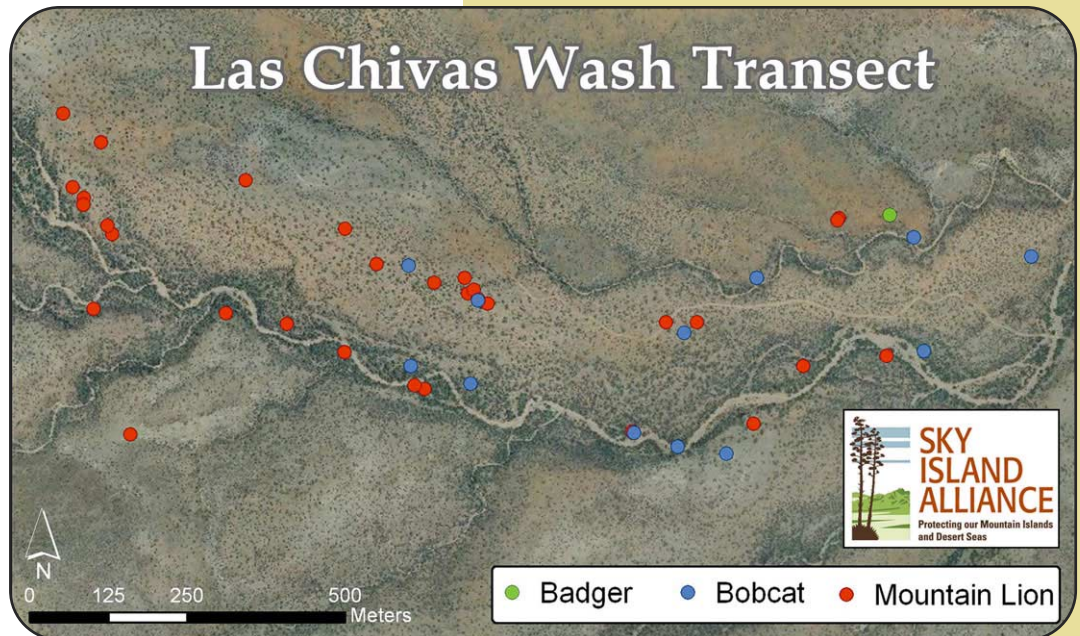 Las Chivas Wash Transect
SKY
ISLAND
ALLIANCE
Protecting our Mountain Islands
and Desert Seas
N
0 125 250 500
Meters
Badger Bobcat Mountain Lion